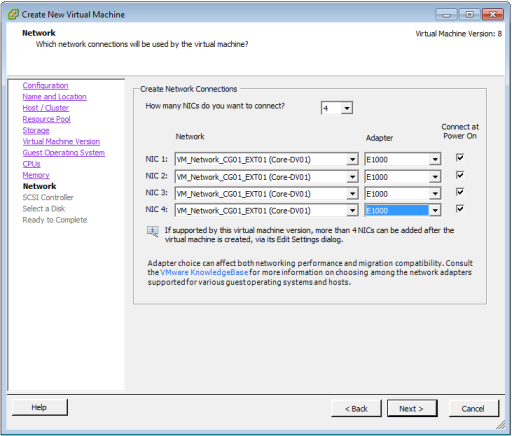 Create New Virtual Machine
Network
Which network connections will be used by the virtual machine?
Virtual Machine Version: 8
Configuration
Name and Location
Host / Cluster
Resource Pool
Storage
Virtual Machine Version
Guest Operating System
CPUs
Memory
Network
SCSI Controller
Select a Disk
Ready to Complete
Create Network Connections
How many NICs do you want to connect?
4
Network
Adapter
Connect at
Power On
NIC 1: VM_Network_CG01_EXT01 (Core-DV01) E1000
NIC 2: VM_Network_CG01_EXT01 (Core-DV01) E1000
NIC 3: VM_Network_CG01_EXT01 (Core-DV01) E1000
NIC 4: VM_Network_CG01_EXT01 (Core-DV01) E1000
If supported by this virtual machine version, more than 4 NICs can be added after the
virtual machine is created, via its Edit Settings dialog.
Adapter choice can affect both networking performance and migration compatibility. Consult
the VMware KnowledgeBase for more information on choosing among the network adapters
supported for various guest operating systems and hosts.
Help
< Back
Next >
Cancel